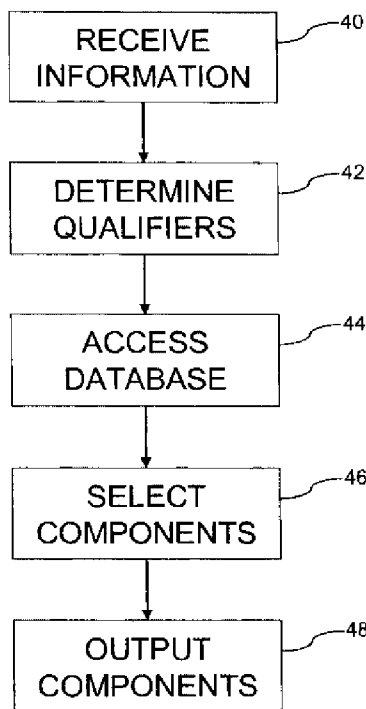 RECEIVE
INFORMATION
40
DETERMINE
QUALIFIERS
42
ACCESS
DATABASE
44
SELECT
COMPONENTS
46
OUTPUT
COMPONENTS
48